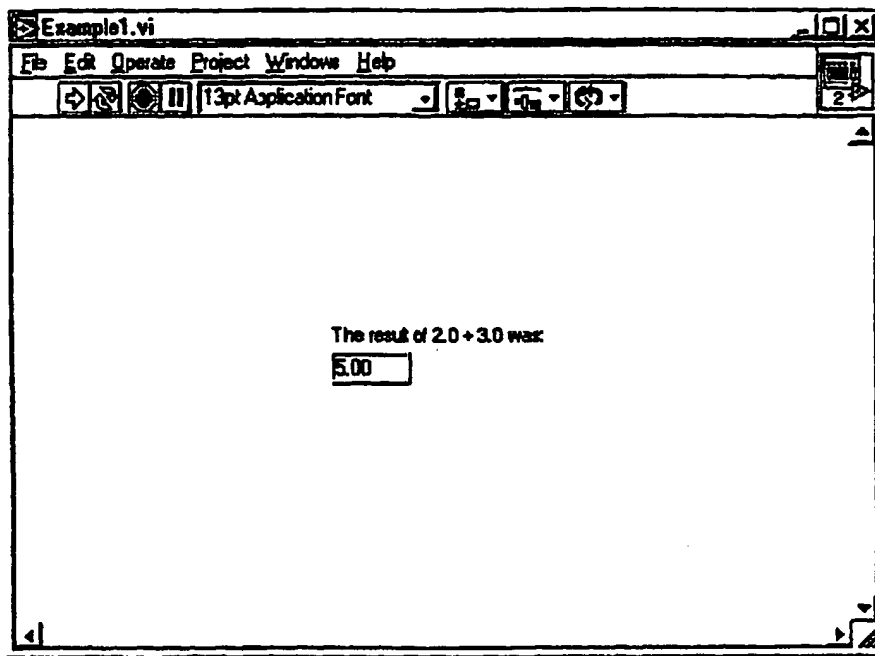 Example1.vi
File Edit Operate Project Windows Help
13pt Application Font
2
The result of 2.0 + 3.0 was:
5.00